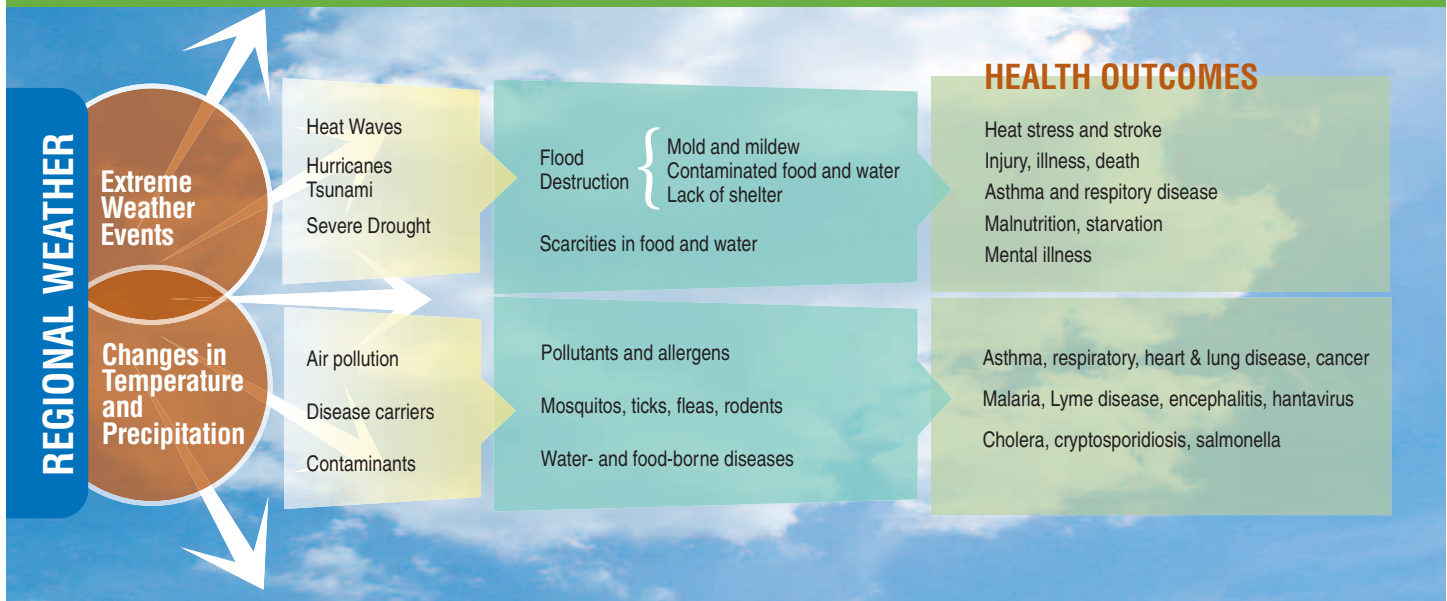 REGIONAL WEATHER
Extreme
Weather
Events
Heat Waves
Hurricanes
Tsunami
Severe Drought
Flood
Destruction
Mold and mildew
Contaminated food and water
Lack of shelter
Scarcities in food and water
HEALTH OUTCOMES
Heat stress and stroke
Injury, illness, death
Asthma and respitory disease
Malnutrition, starvation
Mental illness
Changes in
Temperature
and
Precipitation
Air pollution
Disease carriers
Contaminants
Pollutants and allergens
Mosquitos, ticks, fleas, rodents
Water- and food-borne diseases
Asthma, respiratory, heart & lung disease, cancer
Malaria, Lyme disease, encephalitis, hantavirus
Cholera, cryptosporidiosis, salmonella